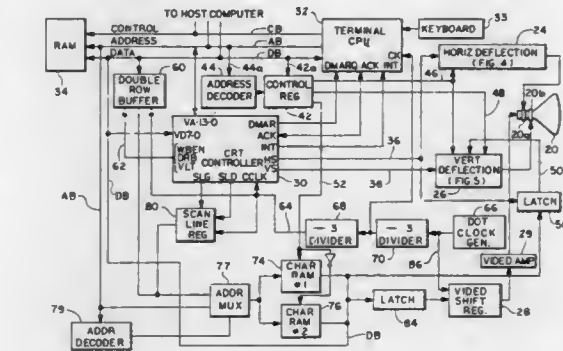 TO HOST COMPUTER
CONTROL
ADDRESS
DATA
CB
AB
DB
RAM
34
32
TERMINAL
CPU
CK
DMARQ ACK INT
KEYBOARD
33
24
HORIZ DEFLECTION
(FIG. 4)
60
DOUBLE
ROW
BUFFER
44
44a
ADDRESS
DECODER
42a
CONTROL
REG
42
46
48
20b
20a
20
62
VA-13-0
VD7-0
WBEN
DRB
VLT
CRT
CONTROLLER
DMAR
ACK
INT
HS
VS
SLG SLD CCLK
30
36
38
52
VERT
DEFLECTION
(FIG. 5)
26
50
LATCH
AB
DB
80
SCAN
LINE
REG
64
68
÷ 3
DIVIDER
÷ 3
DIVIDER
70
66
DOT
CLOCK
GEN.
86
29
VIDEO AMP
77
ADDR
MUX
74
CHAR
RAM
#1
76
CHAR
RAM
#2
DB
LATCH
84
VIDEO
SHIFT
REG.
28
79
ADDR
DECODER